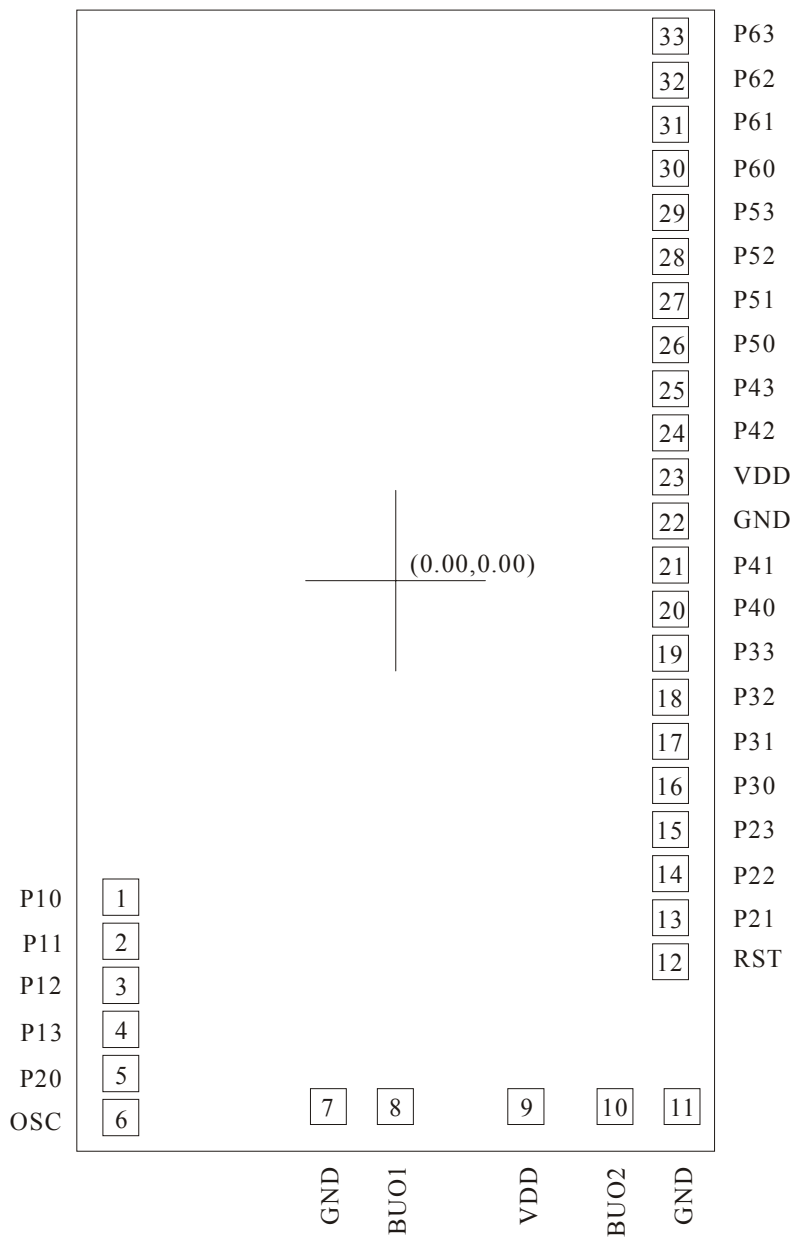 33 P63
32 P62
31 P61
30 P60
29 P53
28 P52
27 P51
26 P50
25 P43
24 P42
23 VDD
22 GND
(0.00,0.00)
21 P41
20 P40
19 P33
18 P32
17 P31
16 P30
15 P23
14 P22
13 P21
12 RST
P10 1
P11 2
P12 3
P13 4
P20 5
OSC 6
7 8 9 10 11
GND BUO1 VDD BUO2 GND